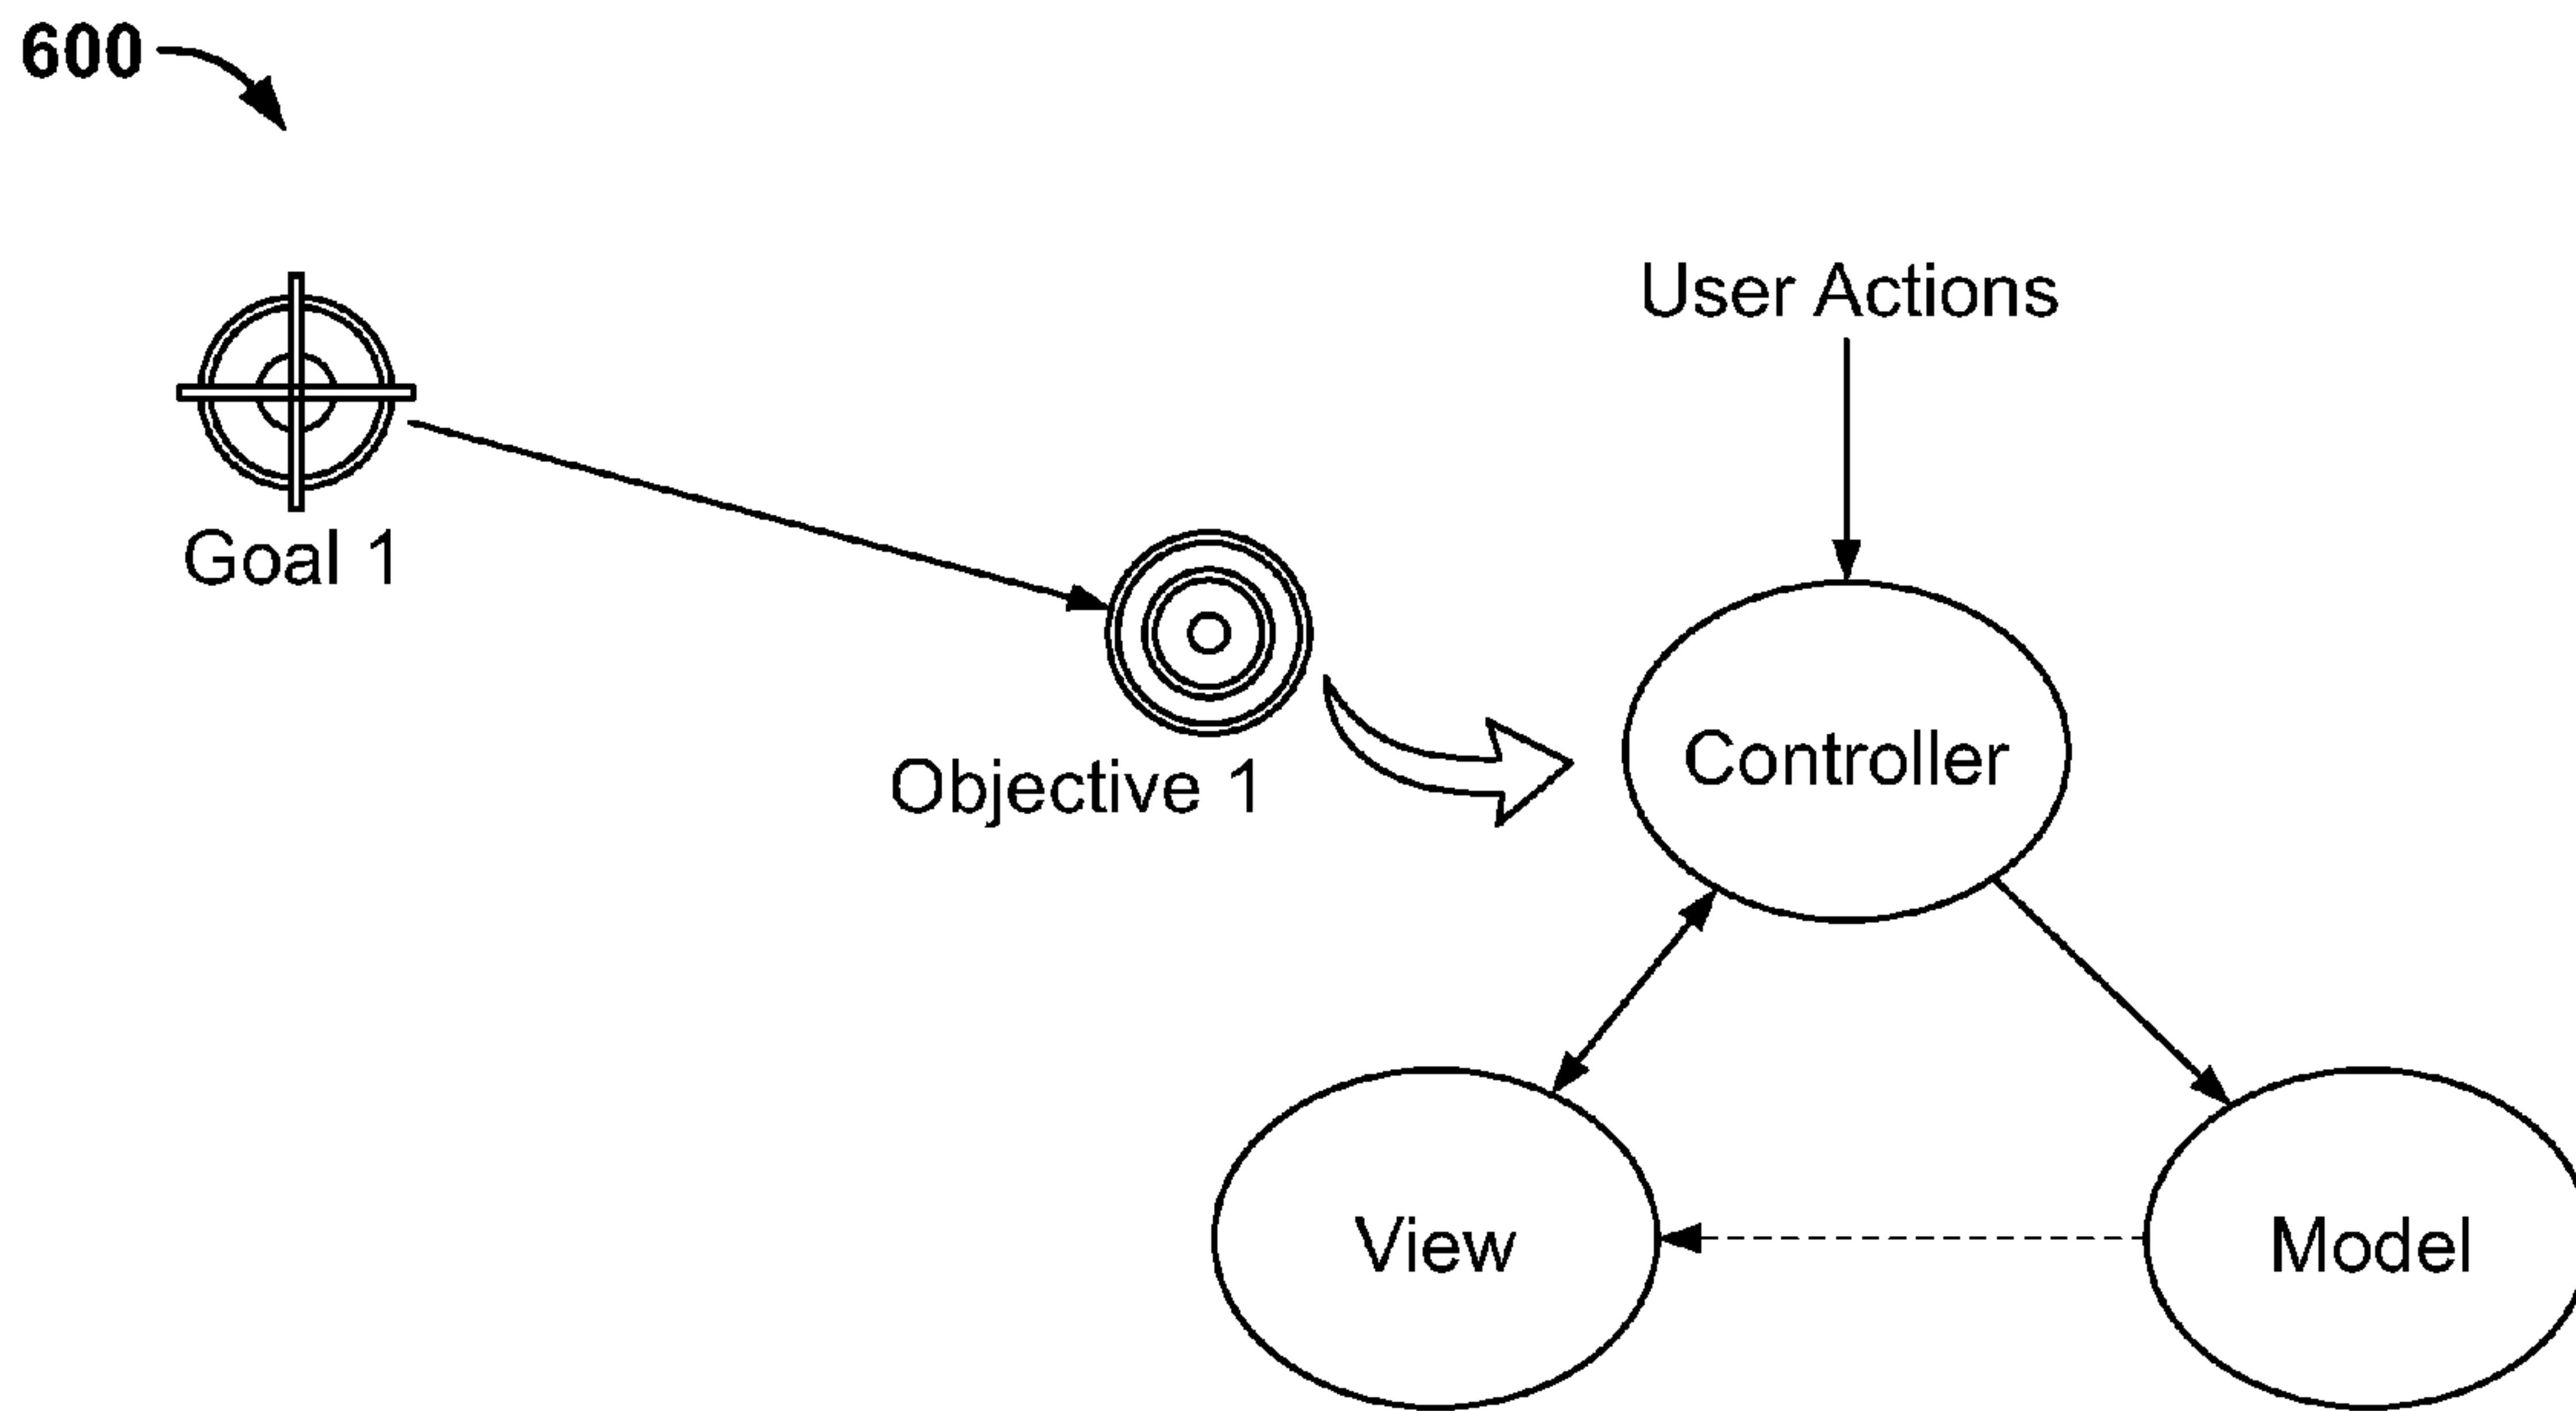 600
User Actions
Goal 1
Objective 1
Controller
View
Model